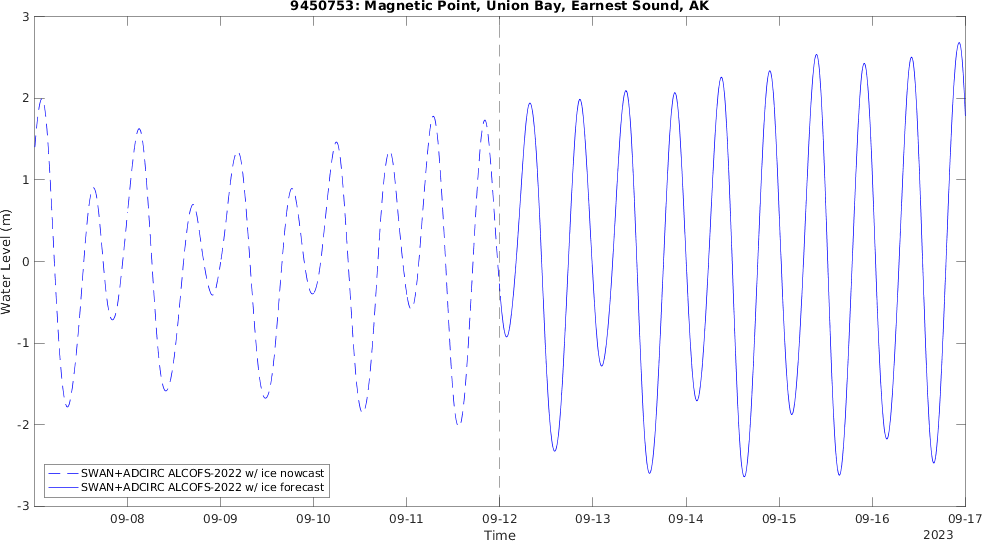 9450753: Magnetic Point, Union Bay, Earnest Sound, AK
3
2
1
0
-1
-2
-3
Water Level (m)
SWAN+ADCIRC ALCOFS-2022 w/ ice nowcast
SWAN+ADCIRC ALCOFS-2022 w/ ice forecast
09-08 09-09 09-10 09-11 09-12 09-13 09-14 09-15 09-16 09-17
Time
2023